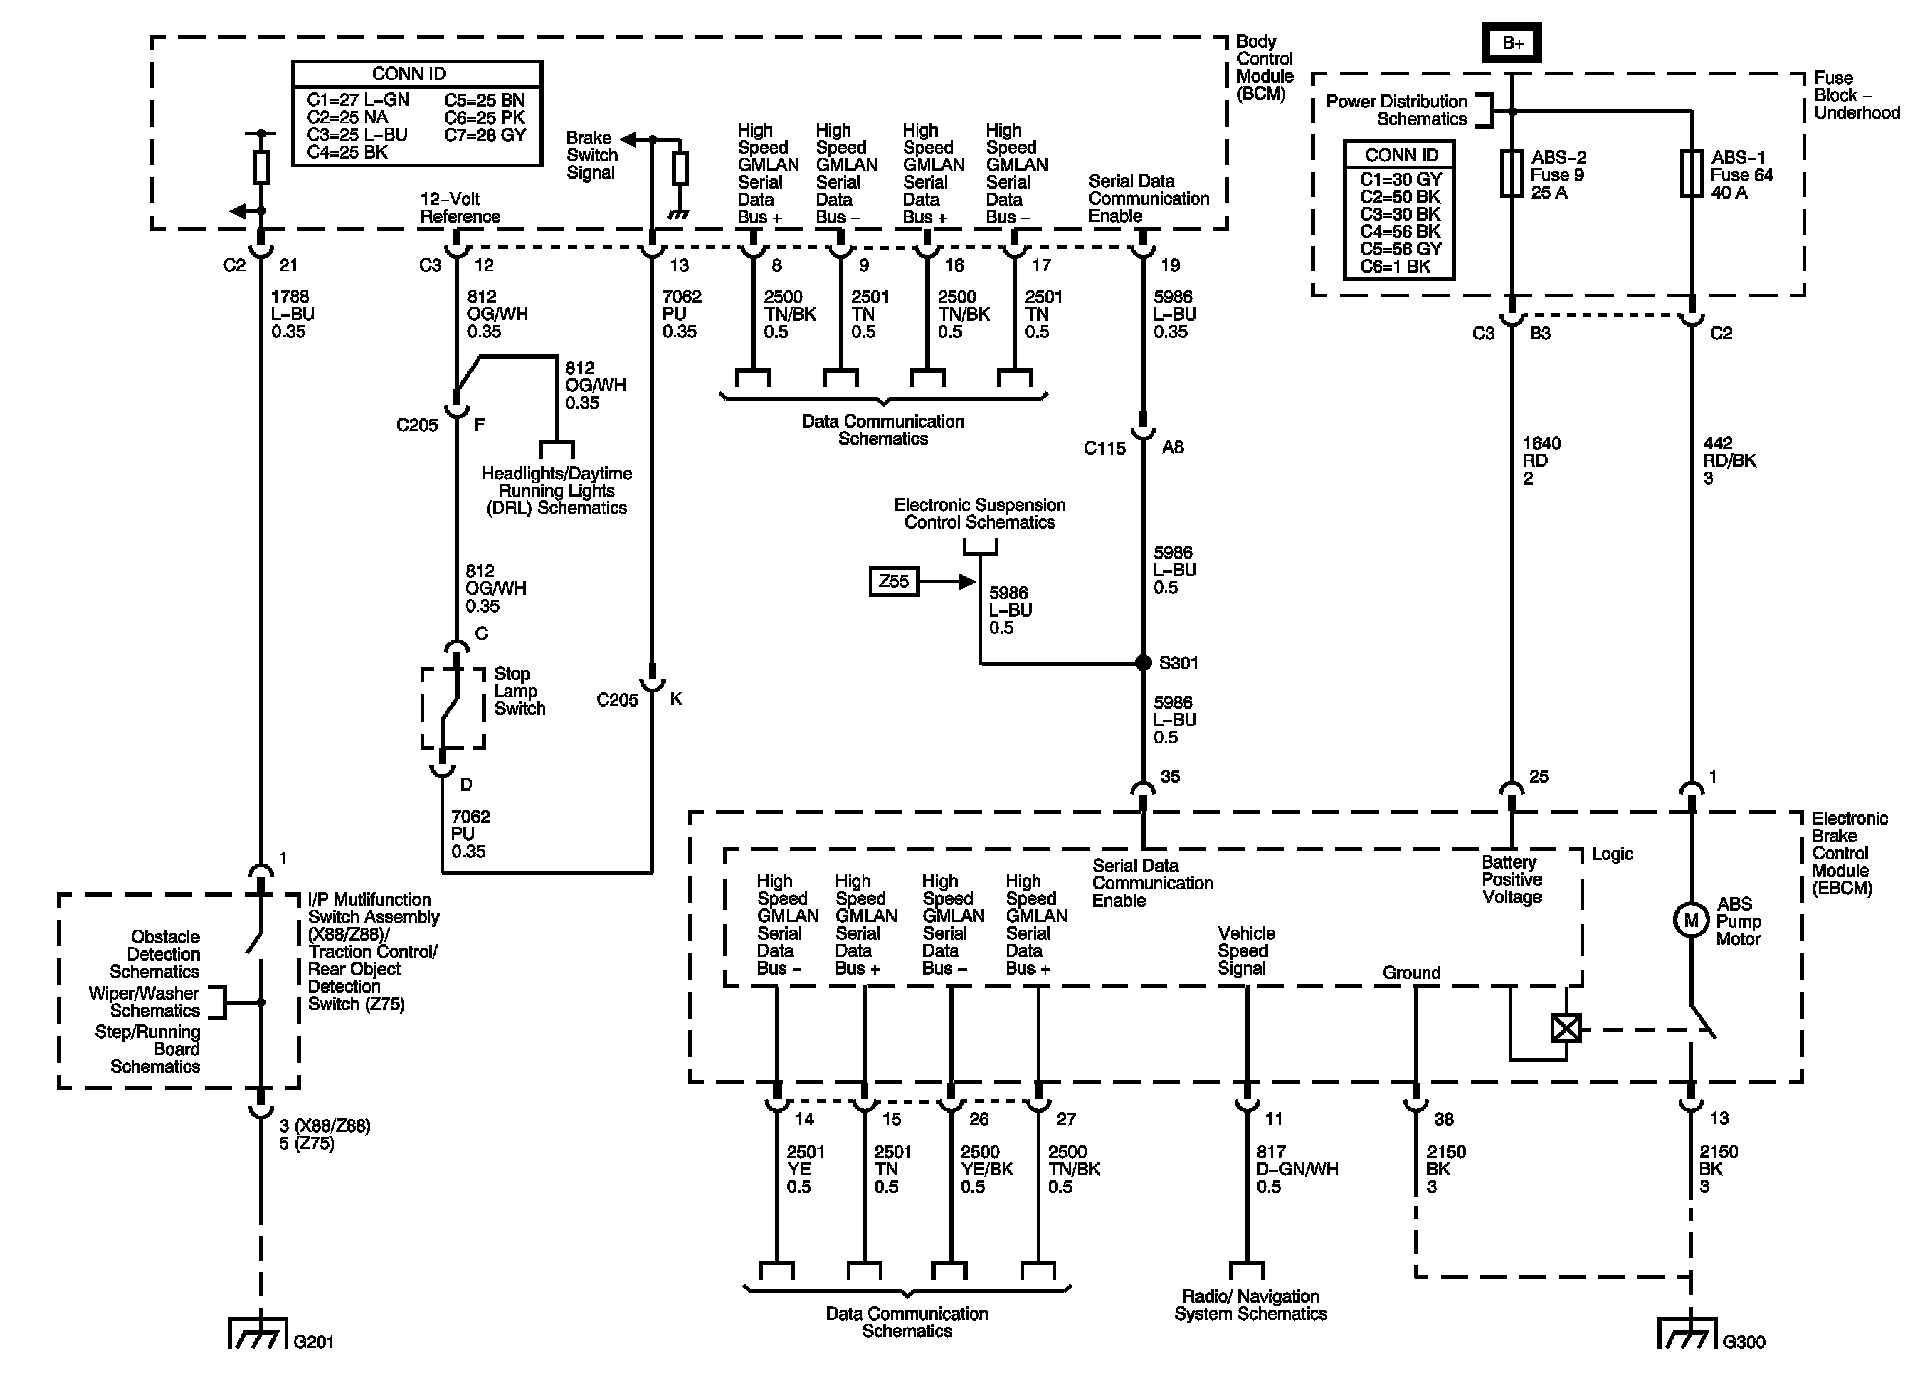 Body
Control
Module
(BCM)
CONN ID
C1=27 L-GN
C2=25 NA
C3=25 L-BU
C4=25 BK
C5=25 BN
C6=25 PK
C7=28 GY
12-Volt
Reference
Brake
Switch
Signal
High
Speed
GMLAN
Serial
Data
Bus +
High
Speed
GMLAN
Serial
Data
Bus -
High
Speed
GMLAN
Serial
Data
Bus +
High
Speed
GMLAN
Serial
Data
Bus -
Serial Data
Communication
Enable
B+
Fuse
Block -
Underhood
Power Distribution
Schematics
CONN ID
C1=30 GY
C2=50 BK
C3=30 BK
C4=56 BK
C5=56 GY
C6=1 BK
ABS-2
Fuse 9
25 A
ABS-1
Fuse 64
40 A
C2 21
C3 12
13
8
9
16
17
19
1788
L-BU
0.35
812
OG/WH
0.35
7062
PU
0.35
2500
TN/BK
0.5
2501
TN
0.5
2500
TN/BK
0.5
2501
TN
0.5
5986
L-BU
0.35
C3 B3
C2
812
OG/WH
0.35
C205 F
Headlights/Daytime
Running Lights
(DRL) Schematics
Data Communication
Schematics
C115 A8
1640
RD
2
442
RD/BK
3
Electronic Suspension
Control Schematics
Z55
5986
L-BU
0.5
5986
L-BU
0.5
S301
5986
L-BU
0.5
812
OG/WH
0.35
C
Stop
Lamp
Switch
D
C205 K
7062
PU
0.35
35
25
1
Electronic
Brake
Control
Module
(EBCM)
Logic
Serial Data
Communication
Enable
Battery
Positive
Voltage
High
Speed
GMLAN
Serial
Data
Bus -
High
Speed
GMLAN
Serial
Data
Bus +
High
Speed
GMLAN
Serial
Data
Bus -
High
Speed
GMLAN
Serial
Data
Bus +
Vehicle
Speed
Signal
Ground
M
ABS
Pump
Motor
1
I/P Mutlifunction
Switch Assembly
(X88/Z88)/
Traction Control/
Rear Object
Detection
Switch (Z75)
Obstacle
Detection
Schematics
Wiper/Washer
Schematics
Step/Running
Board
Schematics
3 (X88/Z88)
5 (Z75)
14
15
26
27
11
38
13
2501
YE
0.5
2501
TN
0.5
2500
YE/BK
0.5
2500
TN/BK
0.5
817
D-GN/WH
0.5
2150
BK
3
2150
BK
3
Data Communication
Schematics
Radio/ Navigation
System Schematics
G201
G300